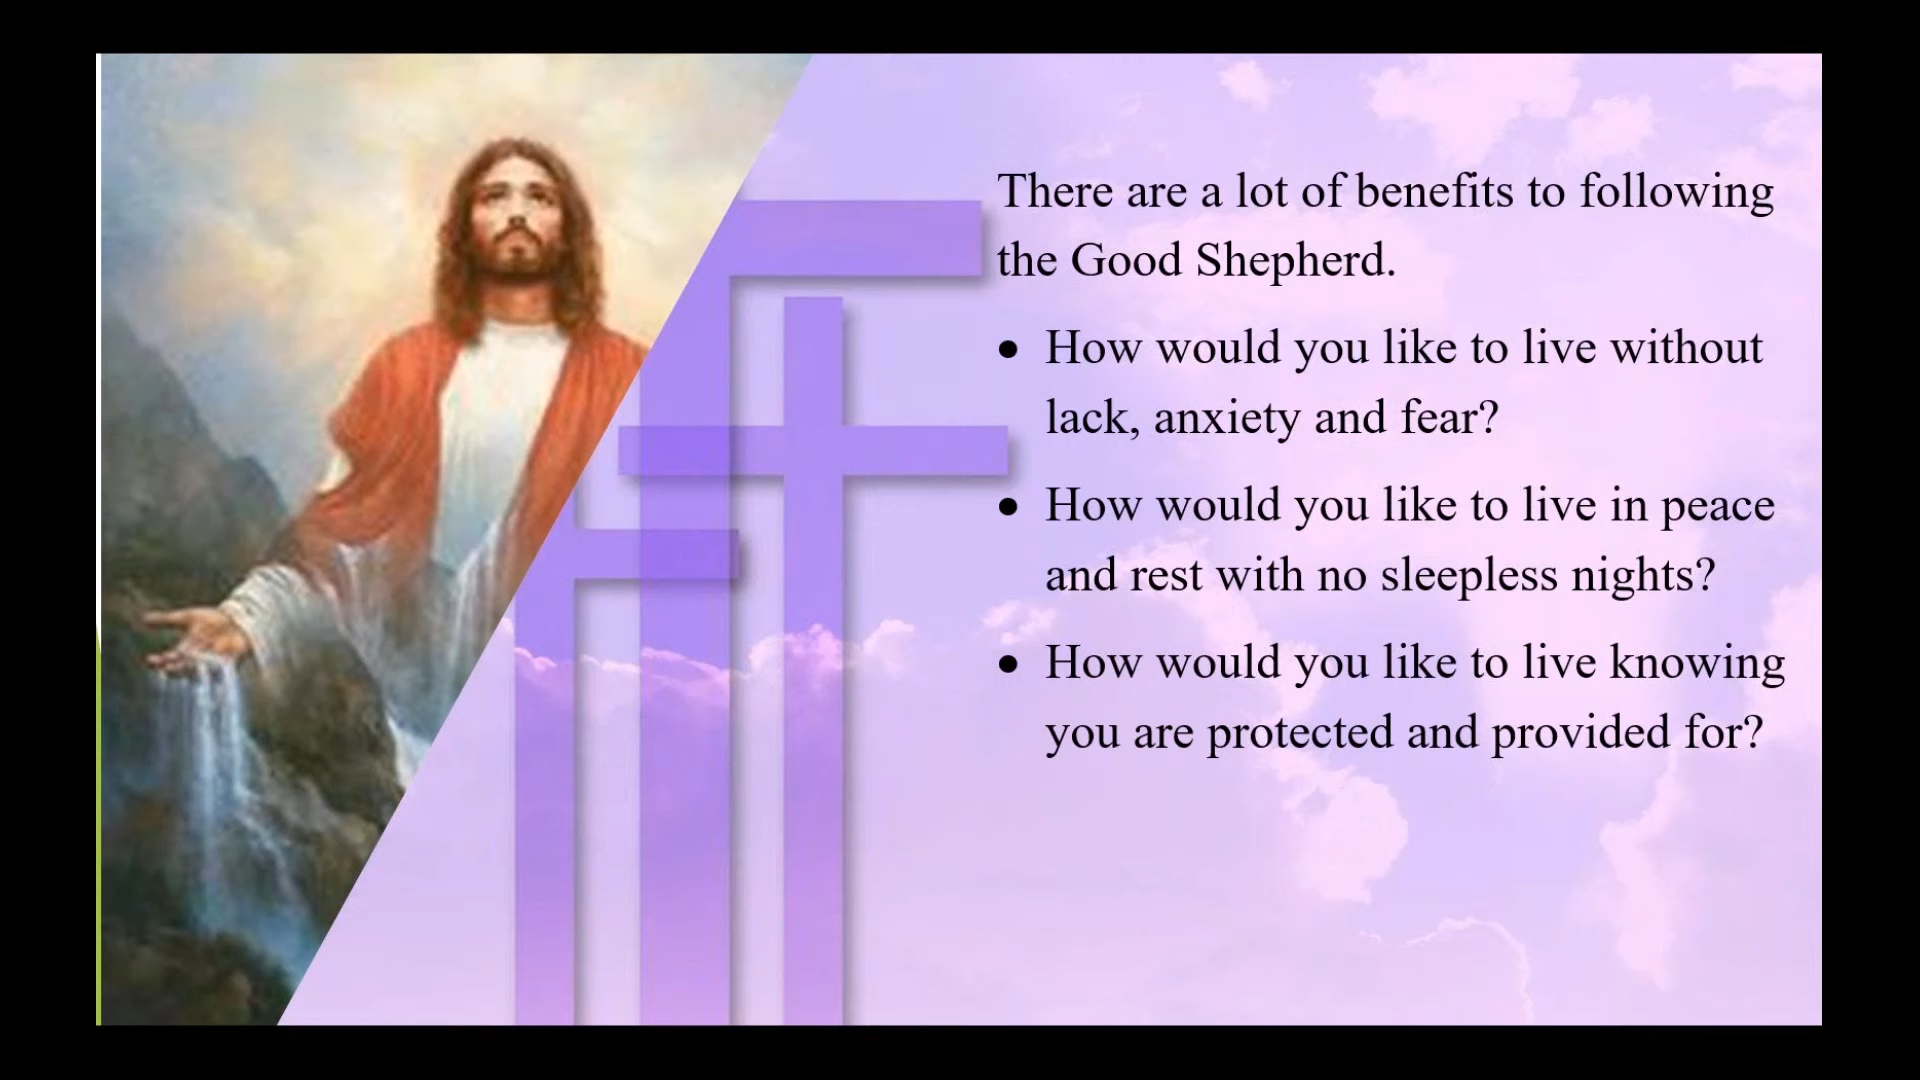 There are a lot of benefits to following
the Good Shepherd.
• How would you like to live without
lack, anxiety and fear?
• How would you like to live in peace
and rest with no sleepless nights?
• How would you like to live knowing
you are protected and provided for?